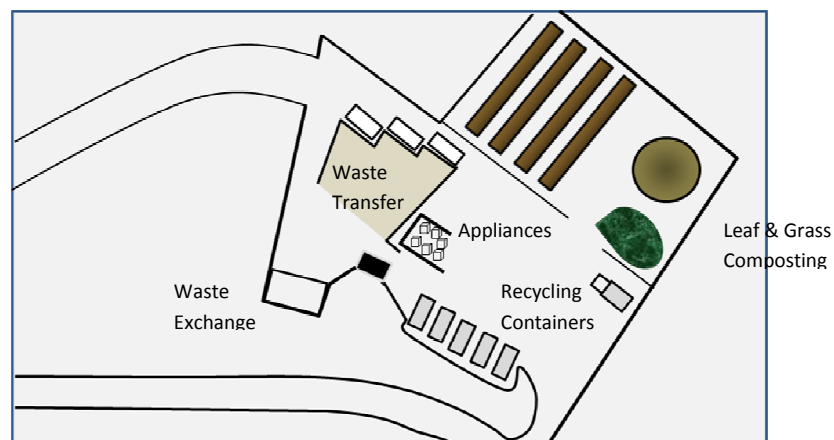 Waste
Transfer
Appliances
Leaf & Grass
Composting
Waste
Exchange
Recycling
Containers